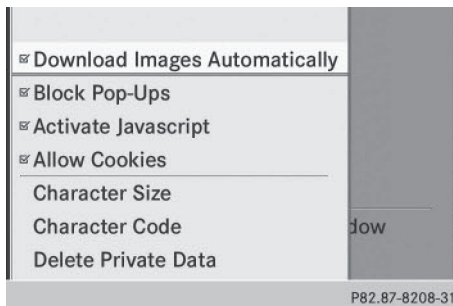 Download Images Automatically
Block Pop-Ups
Activate Javascript
Allow Cookies
Character Size
Character Code
dow
Delete Private Data
P82.87-8208-31